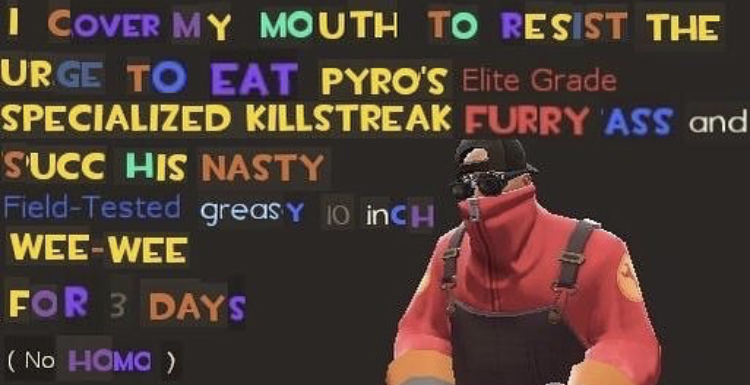 I COVER MY MOUTH TO RESIST THE
URGE TO EAT PYRO'S Elite Grade
SPECIALIZED KILLSTREAK FURRY 'ASS and
S'UCC HIS NASTY
Field-Tested greasY 10 inCH
WEE-WEE
FOR 3 DAYS
( No HOMO )